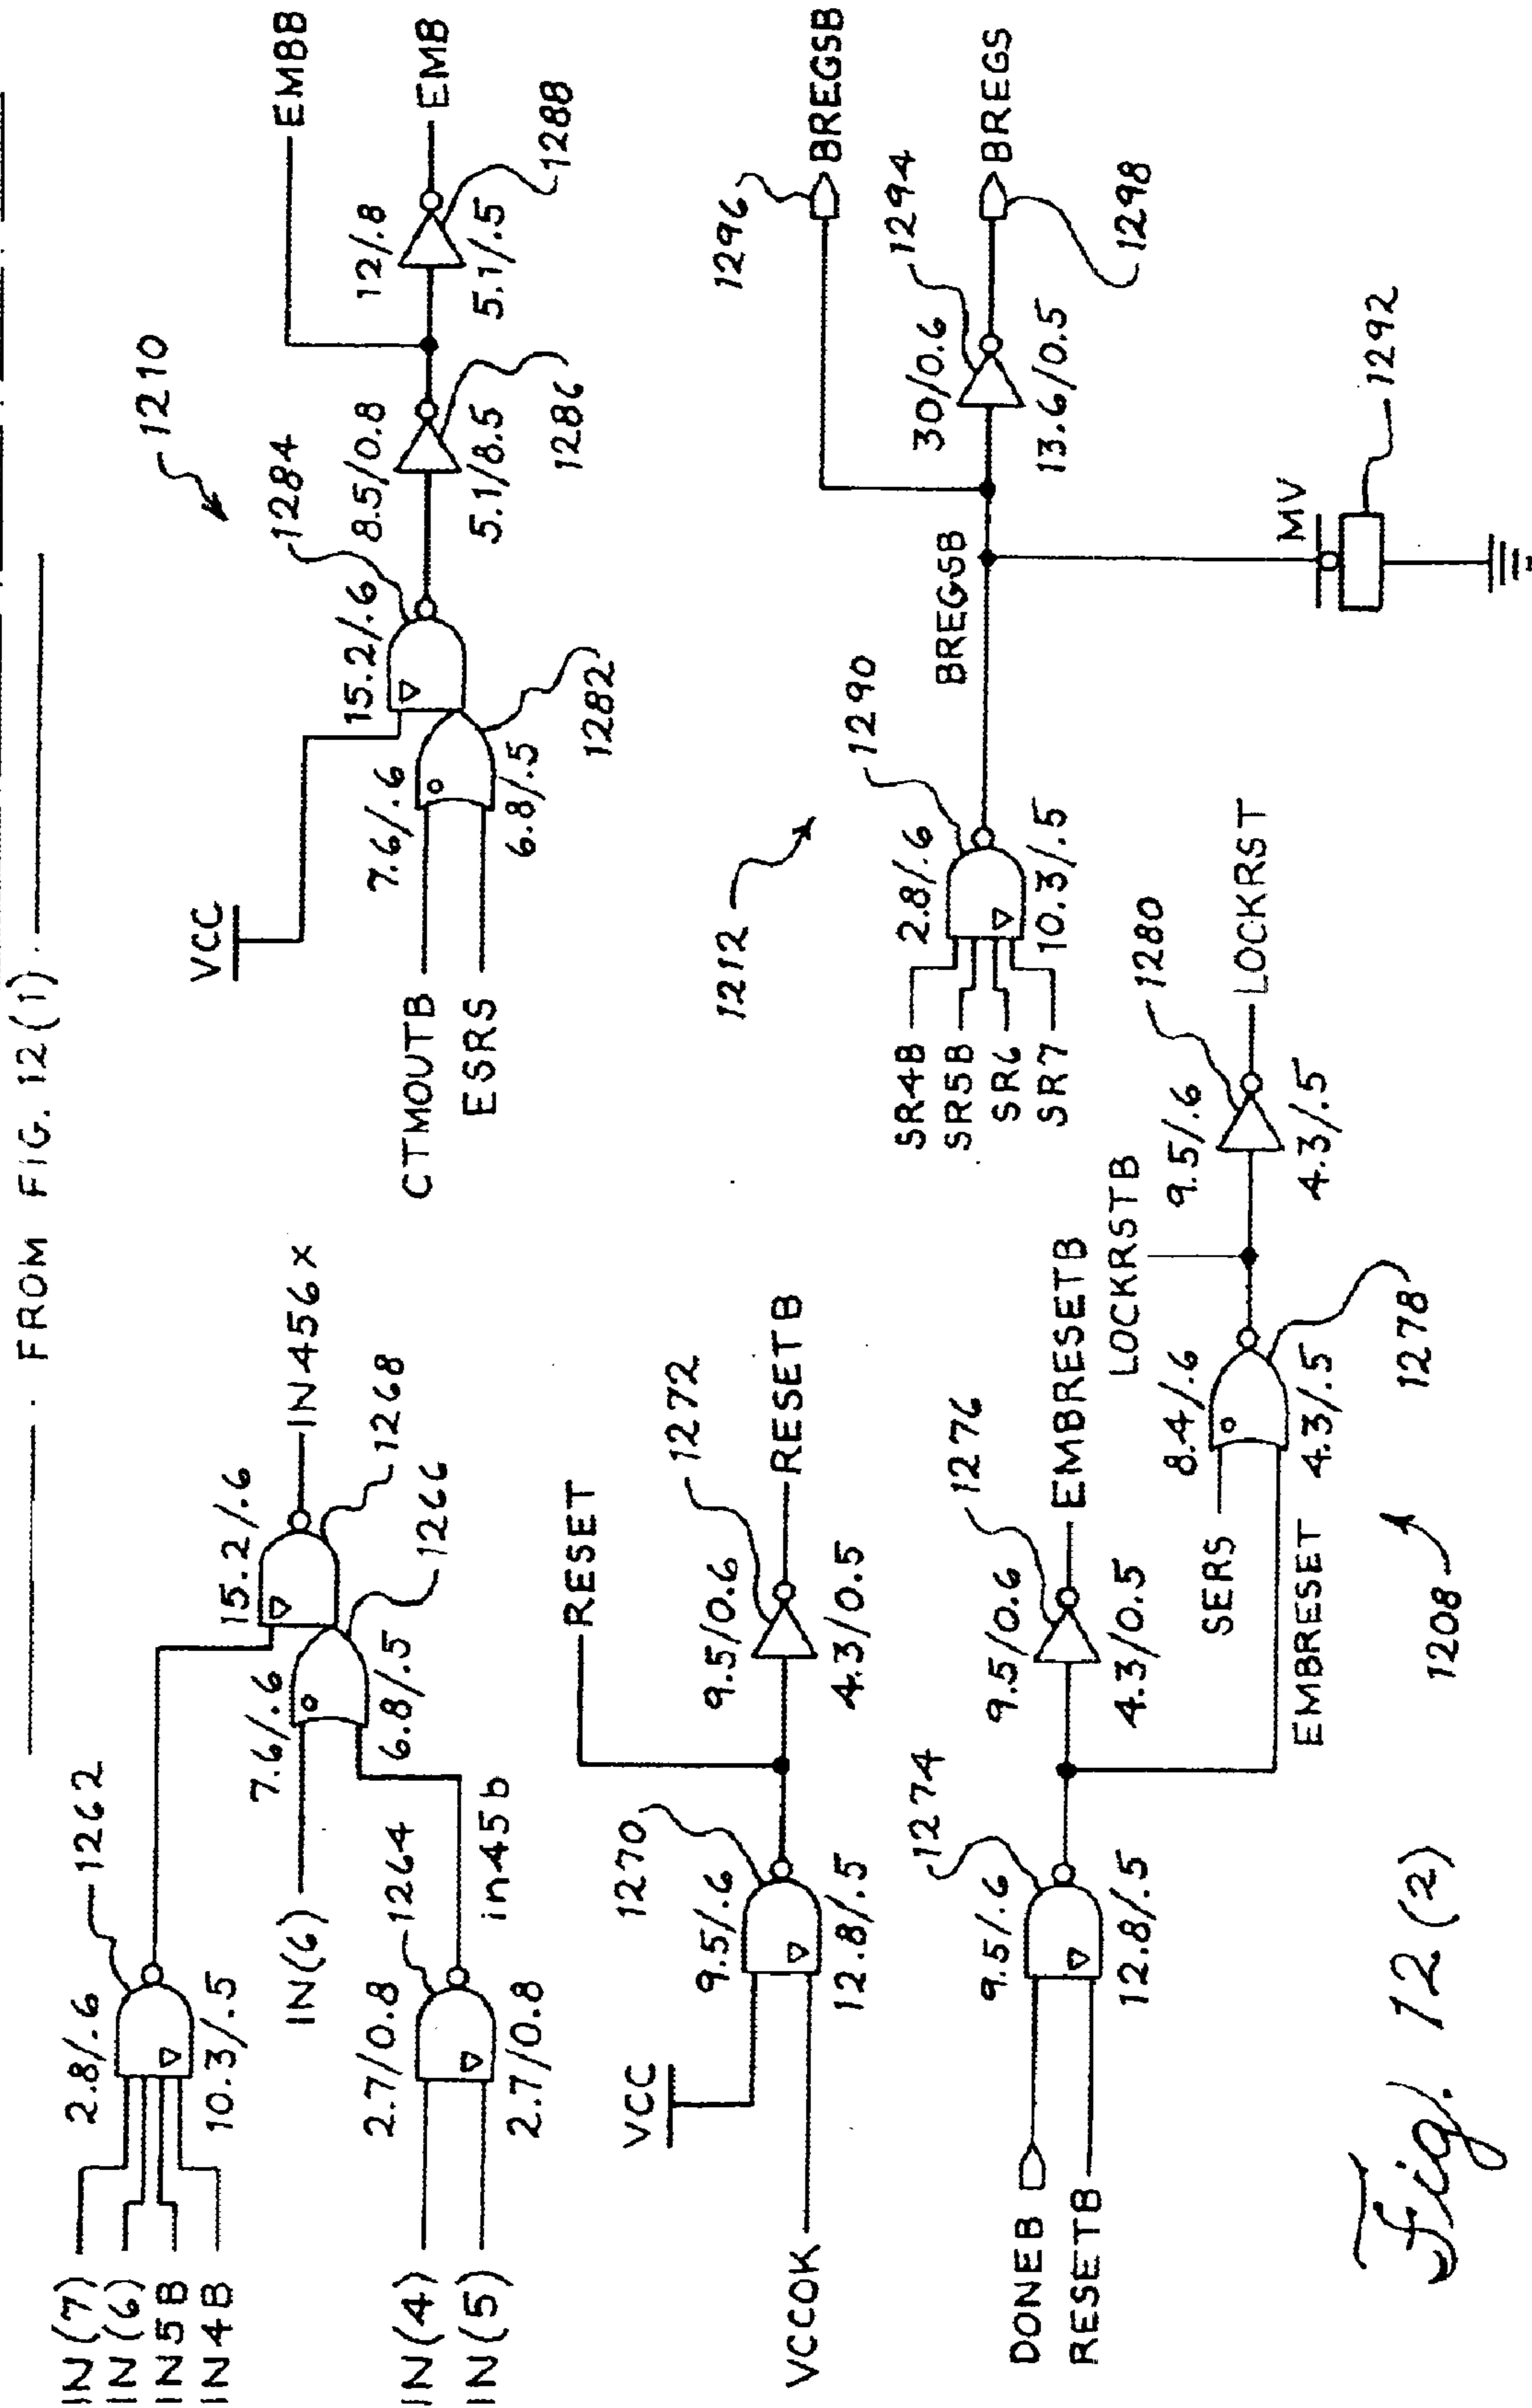 FROM FIG. 12(1)
IN(7)
IN(6)
IN5B
IN4B
2.8/.6
1262
10.3/.5
IN(6)
7.6/.6
15.2/.6
IN456x
1268
6.8/.5
1266
IN(4)
IN(5)
2.7/0.8
1264
2.7/0.8
in45b
VCC
VCCOK
9.5/.6
1270
12.8/.5
RESET
9.5/0.6
1272
4.3/0.5
RESETB
DONEB
RESETB
9.5/.6
1274
12.8/.5
9.5/0.6
1276
4.3/0.5
EMBRESETB
SERS
EMBRESET
8.4/.6
4.3/.5
1278
LOCKRSTB
9.5/.6
1280
4.3/.5
LOCKRST
1208
VCC
CTMOUTB
ESRS
7.6/.6
6.8/.5
1282
15.2/.6
1284
8.5/0.8
5.1/8.5
1286
1210
EMBB
12/.8
5.1/.5
EMB
1288
1212
SR4B
SR5B
SR6
SR7
2.8/.6
1290
10.3/.5
BREGSB
MV
1292
30/0.6
1294
13.6/0.5
1296
BREGSB
BREGS
1298
Fig. 12(2)